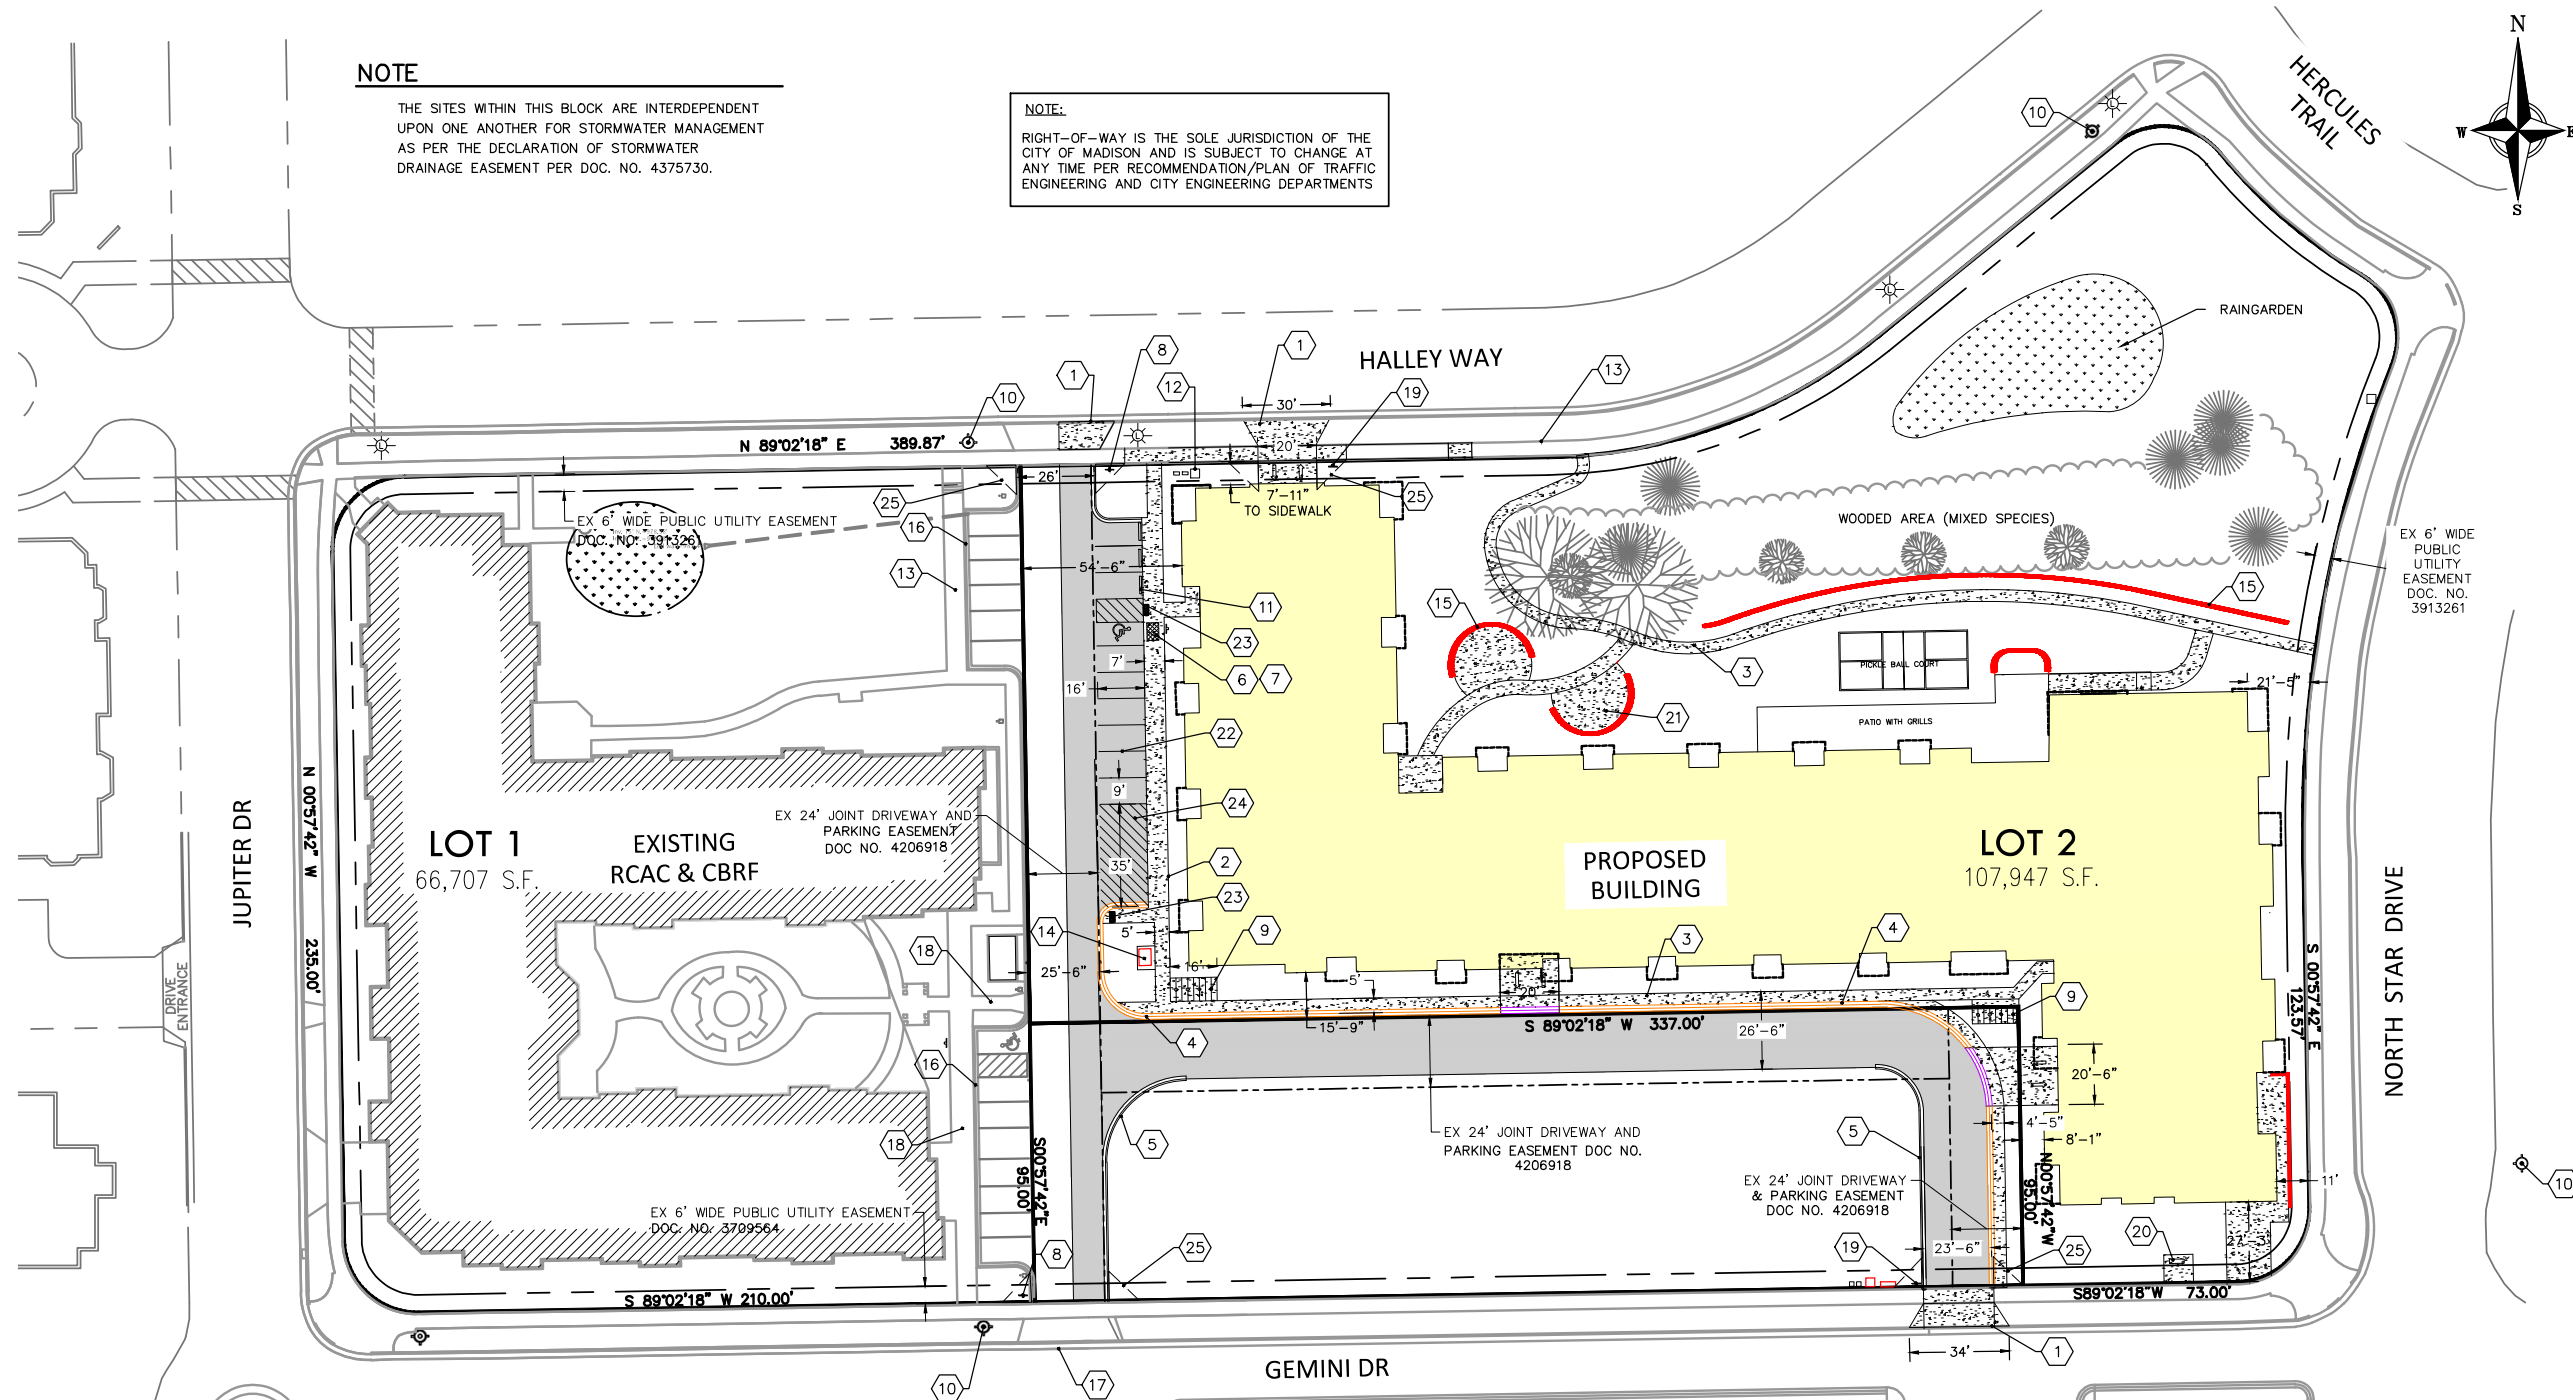 NOTE
THE SITES WITHIN THIS BLOCK ARE INTERDEPENDENT
UPON ONE ANOTHER FOR STORMWATER MANAGEMENT
AS PER THE DECLARATION OF STORMWATER
DRAINAGE EASEMENT PER DOC. NO. 4375730.
NOTE:
RIGHT-OF-WAY IS THE SOLE JURISDICTION OF THE
CITY OF MADISON AND IS SUBJECT TO CHANGE AT
ANY TIME PER RECOMMENDATION/PLAN OF TRAFFIC
ENGINEERING AND CITY ENGINEERING DEPARTMENTS
HERCULES
TRAIL
N
W
E
S
10
L
L
RAINGARDEN
HALLEY WAY
1
8
1
12
19
13
10
30'
20'
L
L
N 89°02'18" E 389.87'
26'
25
25
7'-11"
TO SIDEWALK
EX 6' WIDE PUBLIC UTILITY EASEMENT
DOC. NO. 3913261
16
13
54'-6"
WOODED AREA (MIXED SPECIES)
EX 6' WIDE
PUBLIC
UTILITY
EASEMENT
DOC. NO.
3913261
15
15
11
23
6
7
7'
16'
3
21
PICKLE BALL COURT
PATIO WITH GRILLS
21'-5"
22
9'
24
35'
2
23
5'
14
9
16'
25'-6"
EX 24' JOINT DRIVEWAY AND
PARKING EASEMENT
DOC NO. 4206918
LOT 1
66,707 S.F.
EXISTING
RCAC & CBRF
PROPOSED
BUILDING
LOT 2
107,947 S.F.
JUPITER DR
N 00°57'42" W 235.00'
DRIVE
ENTRANCE
NORTH STAR DRIVE
S 00°57'42" E
123.57'
18
3
4
9
5'
20'
15'-9"
S 89°02'18" W 337.00'
26'-6"
4
16
20'-6"
4'-5"
8'-1"
18
5
5
EX 24' JOINT DRIVEWAY AND
PARKING EASEMENT DOC NO.
4206918
EX 24' JOINT DRIVEWAY
& PARKING EASEMENT
DOC NO. 4206918
S00°57'42"E
95.00'
N00°57'42"W
95.00'
11'
10
EX 6' WIDE PUBLIC UTILITY EASEMENT
DOC. NO. 3709564
8
25
19
23'-6"
25
20
27'-3"
S 89°02'18" W 210.00'
S89°02'18"W 73.00'
34'
1
10
17
GEMINI DR